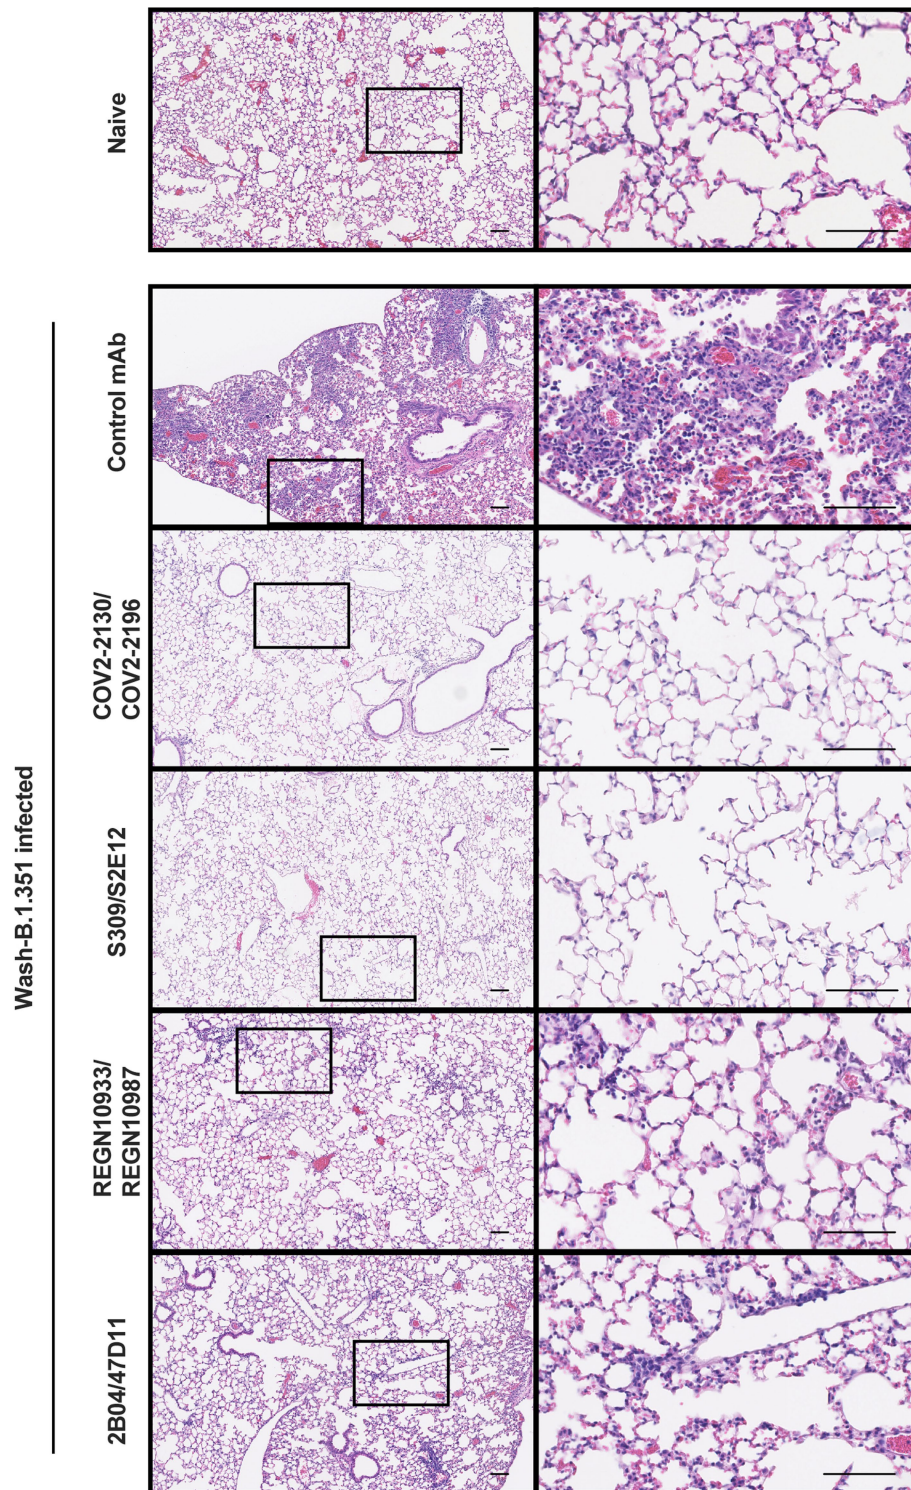 Naive
Wash-B.1.351 infected
Control mAb
COV2-2130/
COV2-2196
S309/S2E12
REGN10933/
REGN10987
2B04/47D11